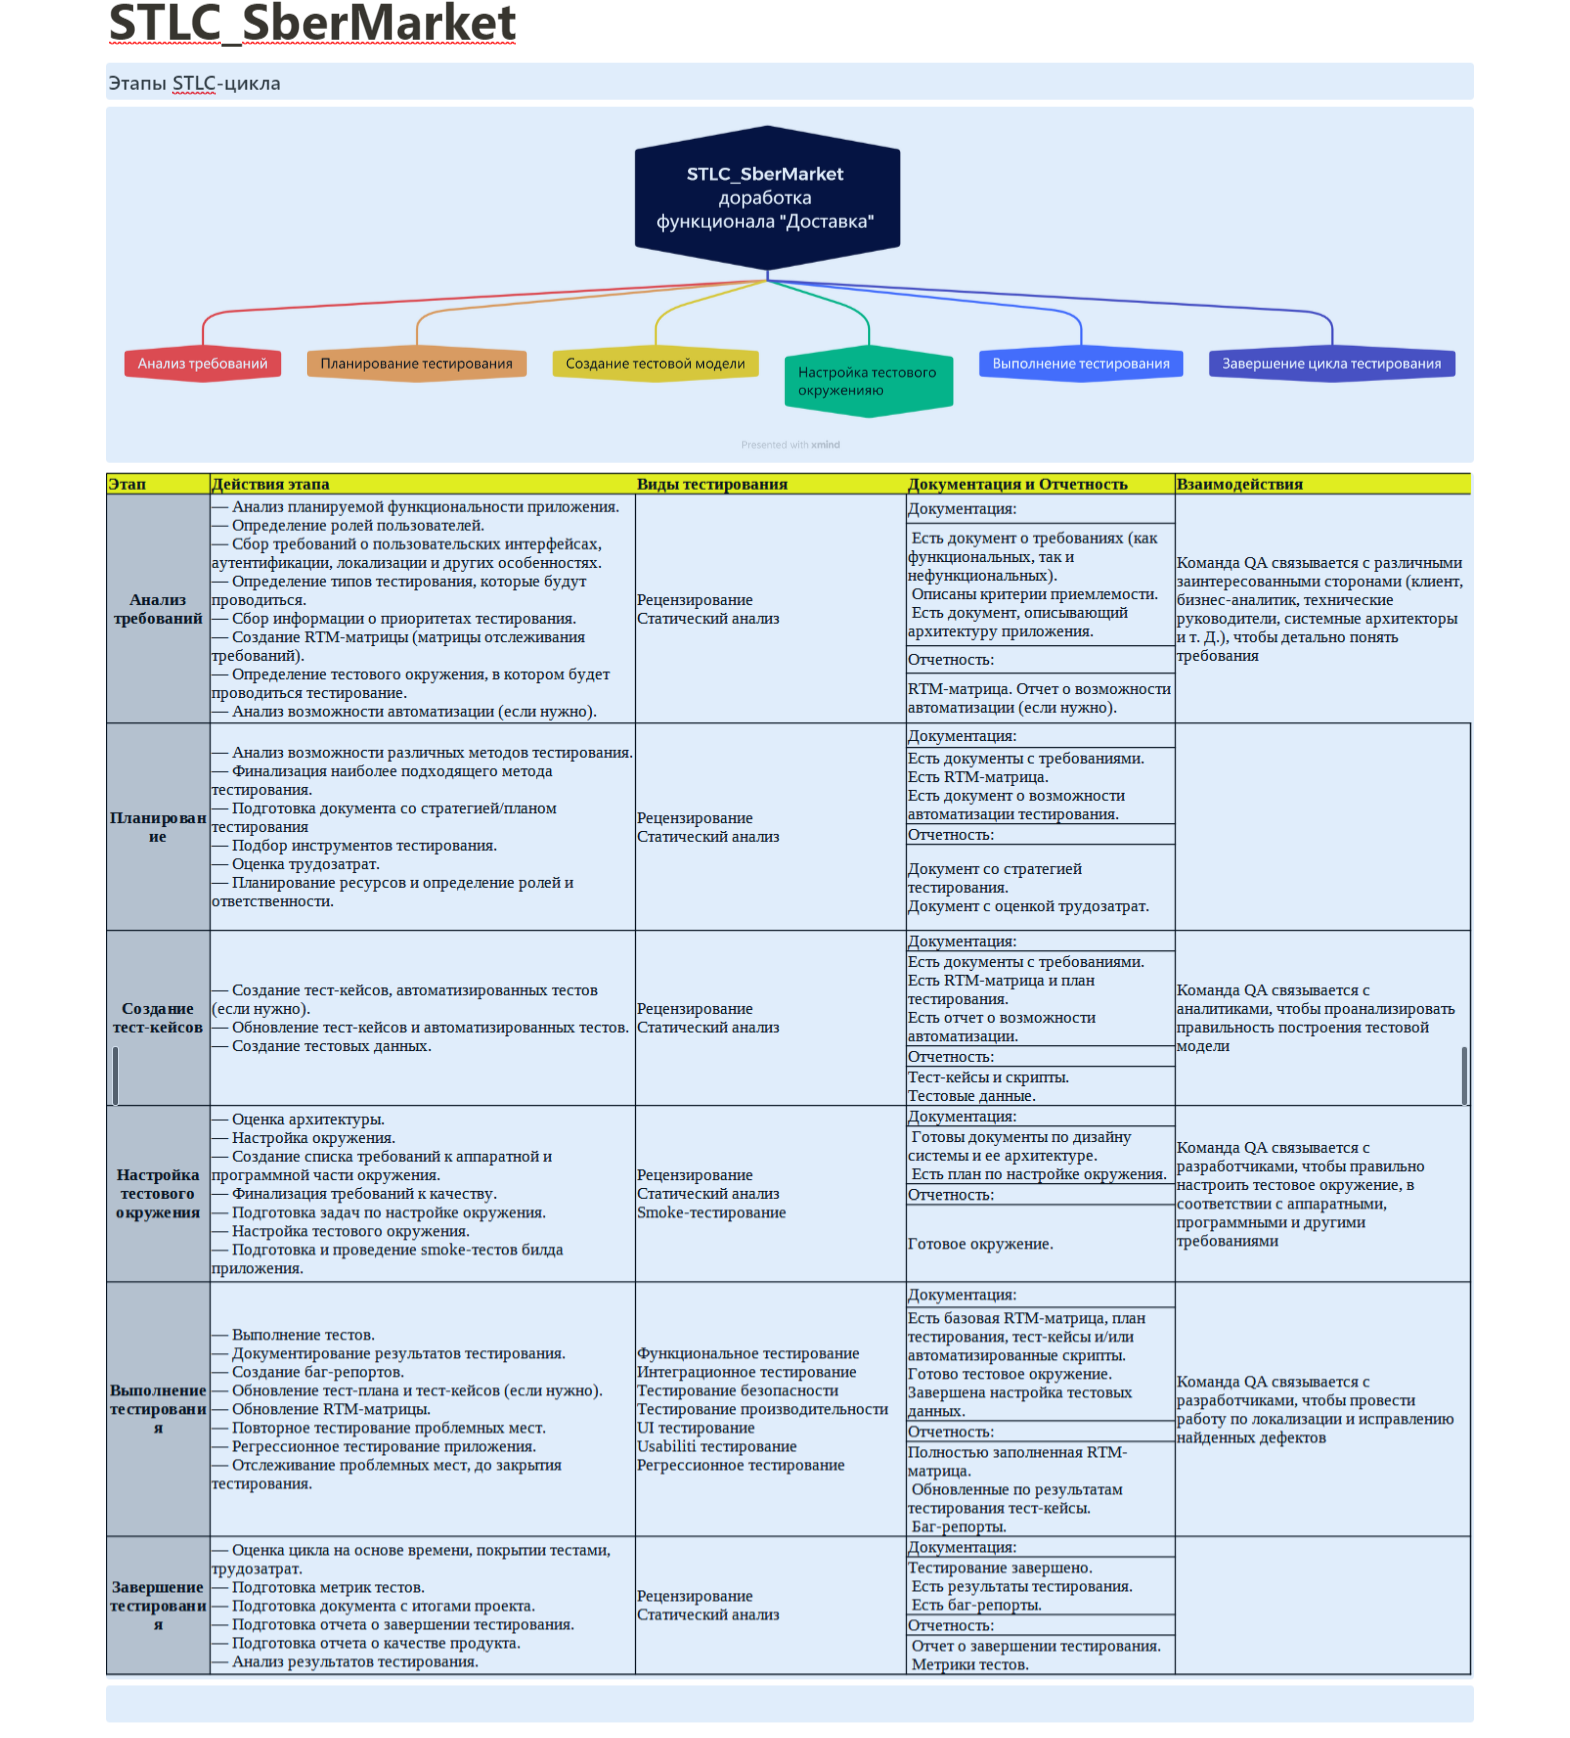 STLC_SberMarket
Этапы STLC-цикла
STLC_SberMarket
доработка
функционала "Доставка"
Анализ требований
Планирование тестирования
Создание тестовой модели
Настройка тестового
окруженияю
Выполнение тестирования
Завершение цикла тестирования
Presented with xmind
Этап
Действия этапа
Виды тестирования
Документация и Отчетность
Взаимодействия
Анализ
требований
— Анализ планируемой функциональности приложения.
— Определение ролей пользователей.
— Сбор требований о пользовательских интерфейсах,
аутентификации, локализации и других особенностях.
— Определение типов тестирования, которые будут
проводиться.
— Сбор информации о приоритетах тестирования.
— Создание RTM-матрицы (матрицы отслеживания
требований).
— Определение тестового окружения, в котором будет
проводиться тестирование.
— Анализ возможности автоматизации (если нужно).
Рецензирование
Статический анализ
Документация:
Есть документ о требованиях (как
функциональных, так и
нефункциональных).
Описаны критерии приемлемости.
Есть документ, описывающий
архитектуру приложения.
Отчетность:
RTM-матрица. Отчет о возможности
автоматизации (если нужно).
Команда QA связывается с различными
заинтересованными сторонами (клиент,
бизнес-аналитик, технические
руководители, системные архитекторы
и т. Д.), чтобы детально понять
требования
Планирован
ие
— Анализ возможности различных методов тестирования.
— Финализация наиболее подходящего метода
тестирования.
— Подготовка документа со стратегией/планом
тестирования
— Подбор инструментов тестирования.
— Оценка трудозатрат.
— Планирование ресурсов и определение ролей и
ответственности.
Рецензирование
Статический анализ
Документация:
Есть документы с требованиями.
Есть RTM-матрица.
Есть документ о возможности
автоматизации тестирования.
Отчетность:
Документ со стратегией
тестирования.
Документ с оценкой трудозатрат.
Создание
тест-кейсов
— Создание тест-кейсов, автоматизированных тестов
(если нужно).
— Обновление тест-кейсов и автоматизированных тестов.
— Создание тестовых данных.
Рецензирование
Статический анализ
Документация:
Есть документы с требованиями.
Есть RTM-матрица и план
тестирования.
Есть отчет о возможности
автоматизации.
Отчетность:
Тест-кейсы и скрипты.
Тестовые данные.
Команда QA связывается с
аналитиками, чтобы проанализировать
правильность построения тестовой
модели
Настройка
тестового
окружения
— Оценка архитектуры.
— Настройка окружения.
— Создание списка требований к аппаратной и
программной части окружения.
— Финализация требований к качеству.
— Подготовка задач по настройке окружения.
— Настройка тестового окружения.
— Подготовка и проведение smoke-тестов билда
приложения.
Рецензирование
Статический анализ
Smoke-тестирование
Документация:
Готовы документы по дизайну
системы и ее архитектуре.
Есть план по настройке окружения.
Отчетность:
Готовое окружение.
Команда QA связывается с
разработчиками, чтобы правильно
настроить тестовое окружение, в
соответствии с аппаратными,
программными и другими
требованиями
Выполнение
тестировани
я
— Выполнение тестов.
— Документирование результатов тестирования.
— Создание баг-репортов.
— Обновление тест-плана и тест-кейсов (если нужно).
— Обновление RTM-матрицы.
— Повторное тестирование проблемных мест.
— Регрессионное тестирование приложения.
— Отслеживание проблемных мест, до закрытия
тестирования.
Функциональное тестирование
Интеграционное тестирование
Тестирование безопасности
Тестирование производительности
UI тестирование
Usabiliti тестирование
Регрессионное тестирование
Документация:
Есть базовая RTM-матрица, план
тестирования, тест-кейсы и/или
автоматизированные скрипты.
Готово тестовое окружение.
Завершена настройка тестовых
данных.
Отчетность:
Полностью заполненная RTM-
матрица.
Обновленные по результатам
тестирования тест-кейсы.
Баг-репорты.
Команда QA связывается с
разработчиками, чтобы провести
работу по локализации и исправлению
найденных дефектов
Завершение
тестировани
я
— Оценка цикла на основе времени, покрытии тестами,
трудозатрат.
— Подготовка метрик тестов.
— Подготовка документа с итогами проекта.
— Подготовка отчета о завершении тестирования.
— Подготовка отчета о качестве продукта.
— Анализ результатов тестирования.
Рецензирование
Статический анализ
Документация:
Тестирование завершено.
Есть результаты тестирования.
Есть баг-репорты.
Отчетность:
Отчет о завершении тестирования.
Метрики тестов.